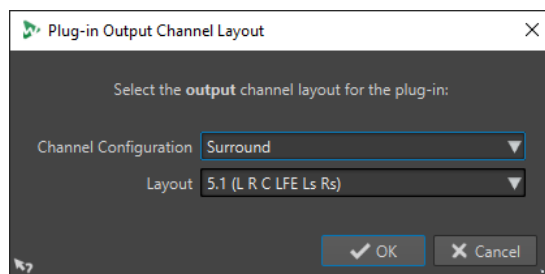 Plug-in Output Channel Layout
Select the output channel layout for the plug-in:
Channel Configuration Surround
Layout 5.1 (L R C LFE Ls Rs)
OK Cancel